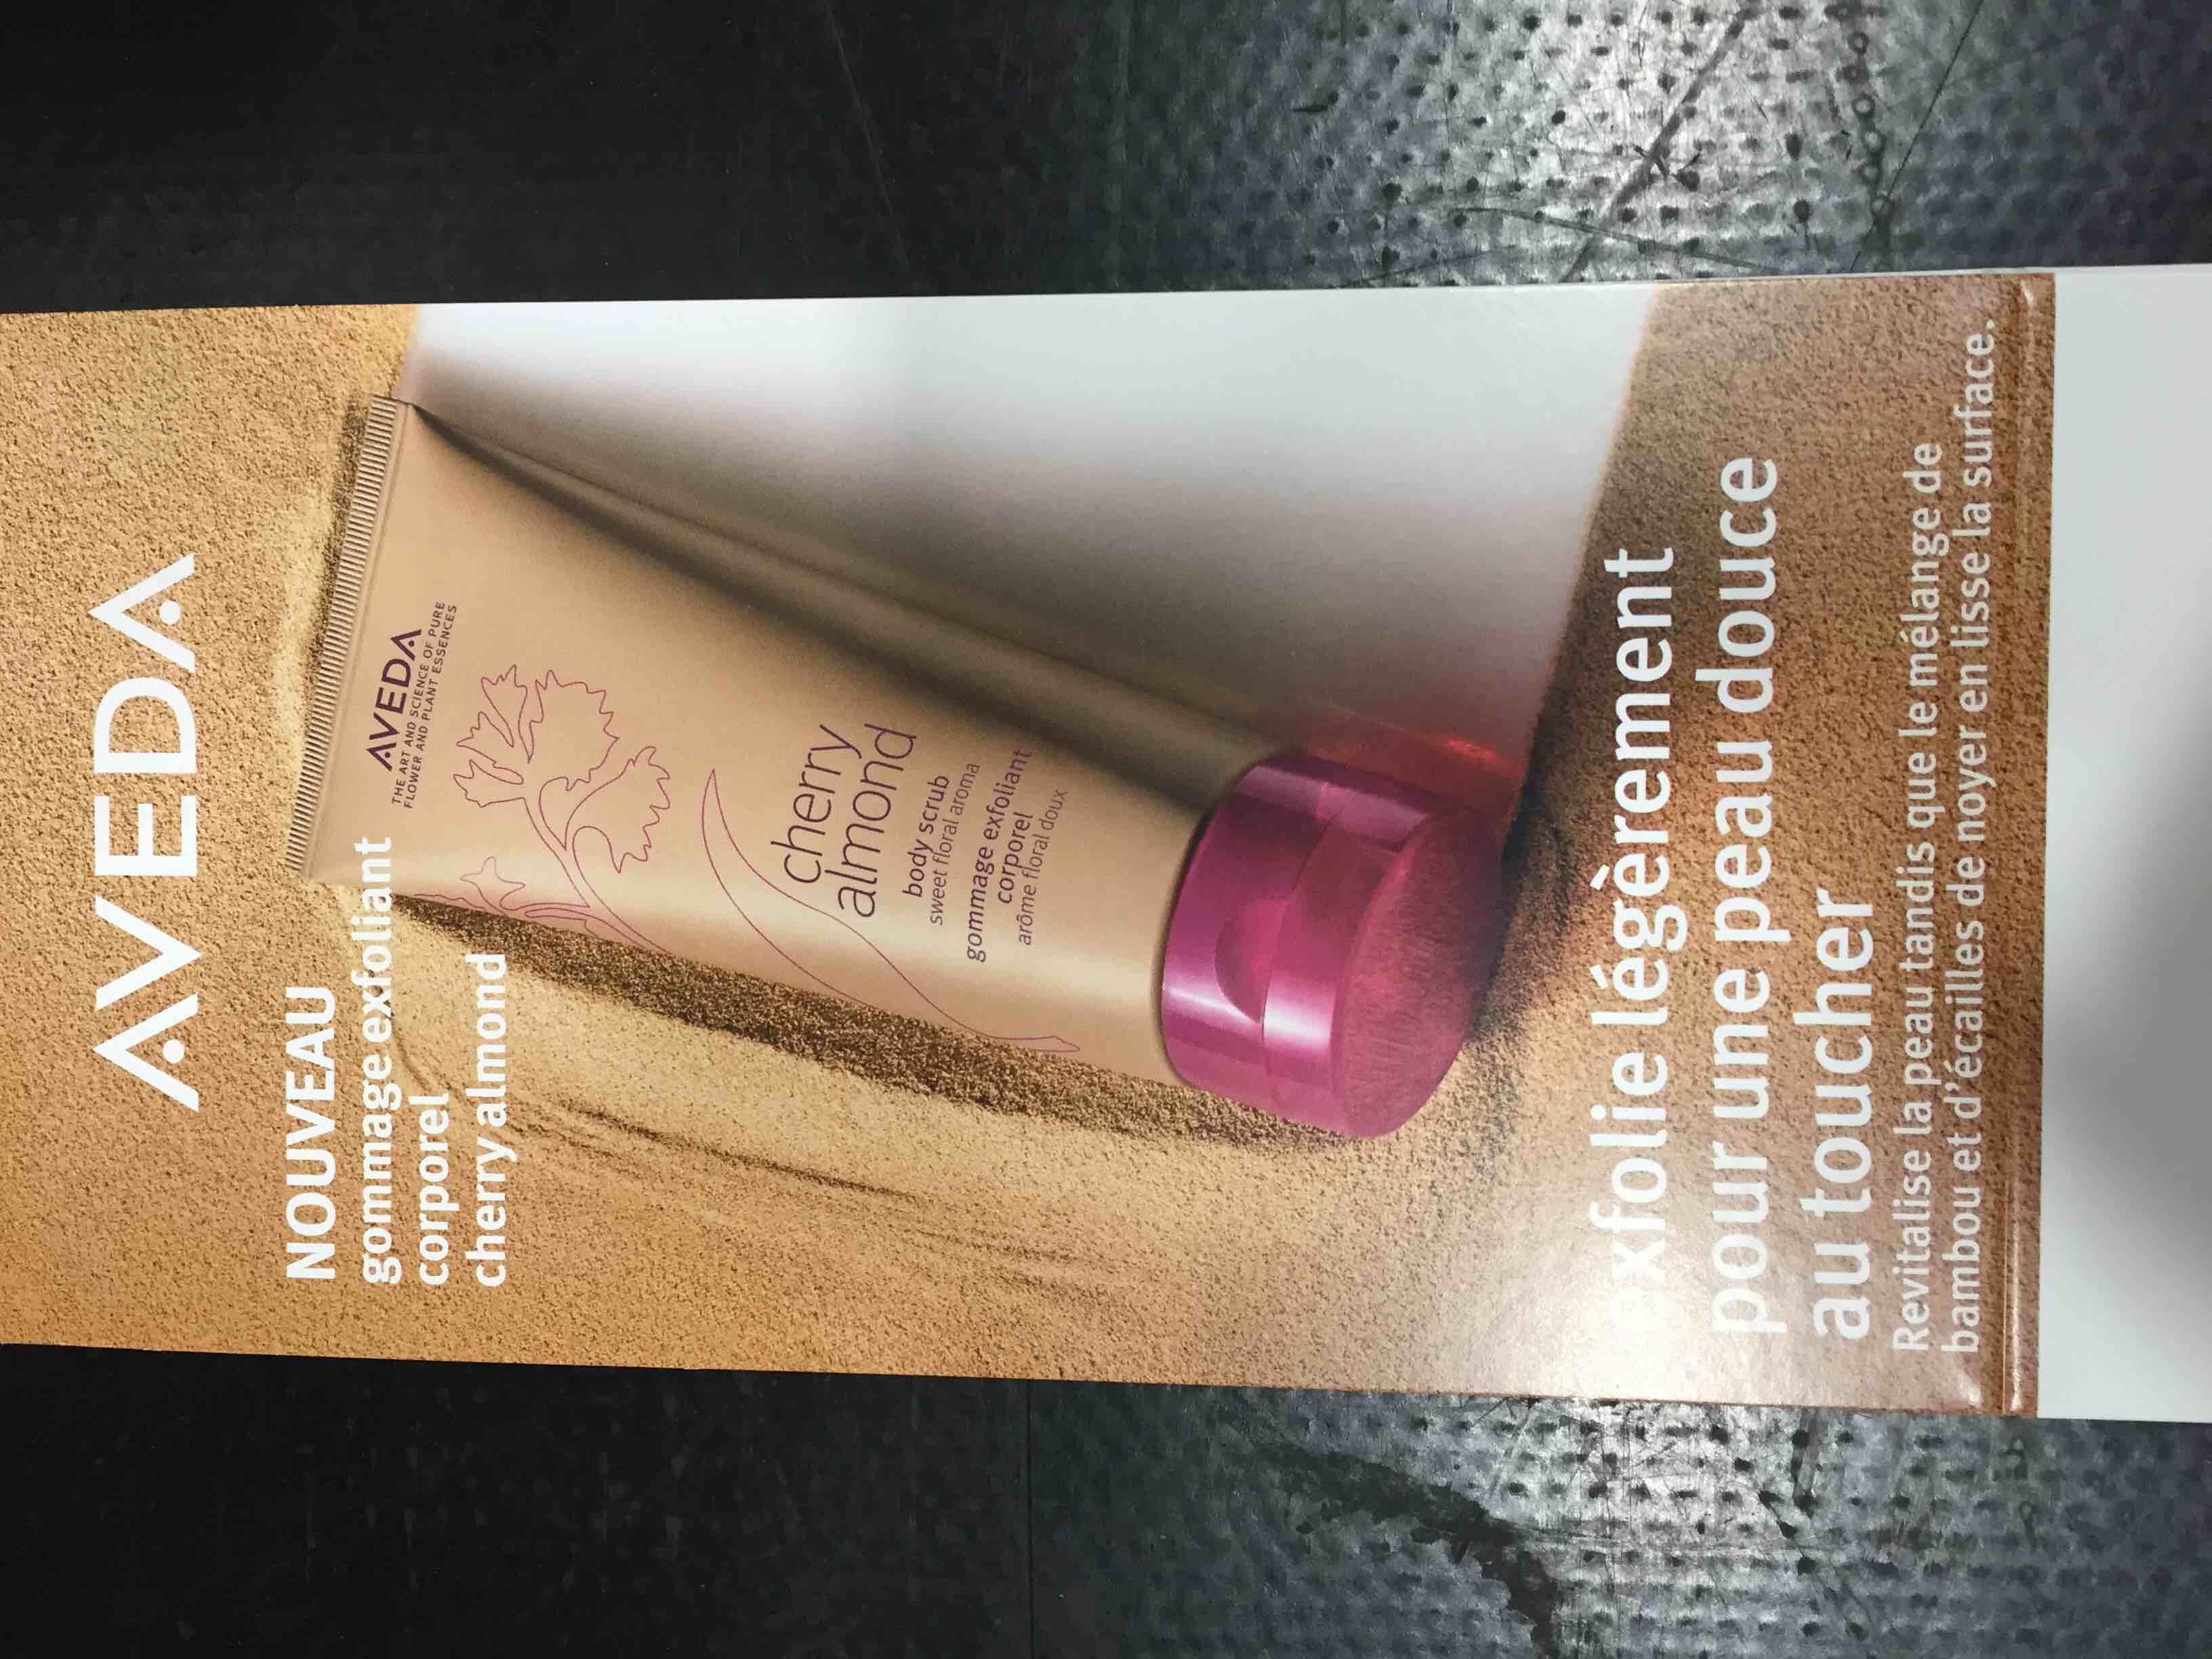 AVEDA
NOUVEAU
gommage exfoliant
corporel
cherry almond
AVEDA
THE ART AND SCIENCE OF PURE
FLOWER AND PLANT ESSENCES
cherry
almond
body scrub
sweet floral aroma
gommage exfoliant
corporel
arôme floral doux
exfolie légèrement
pour une peau douce
au toucher
Revitalise la peau tandis que le mélange de
bambou et d'écailles de noyer en lisse la surface.